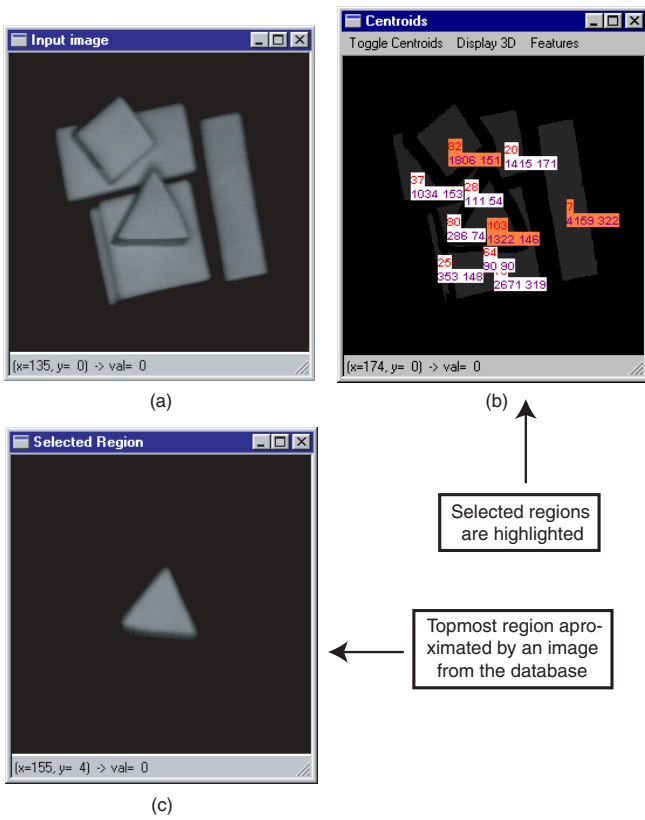 Input image
(x=135, y= 0) -> val= 0
(a)
Centroids
Toggle Centroids Display 3D Features
82
1806 151
20
1415 171
37
1034 153
28
111 54
7
4159 322
80
286 74
103
1322 146
64
90 90
25
353 148
2671 319
(x=174, y= 0) -> val= 0
(b)
Selected regions
are highlighted
Selected Region
(x=155, y= 4) -> val= 0
(c)
Topmost region apro-
ximated by an image
from the database